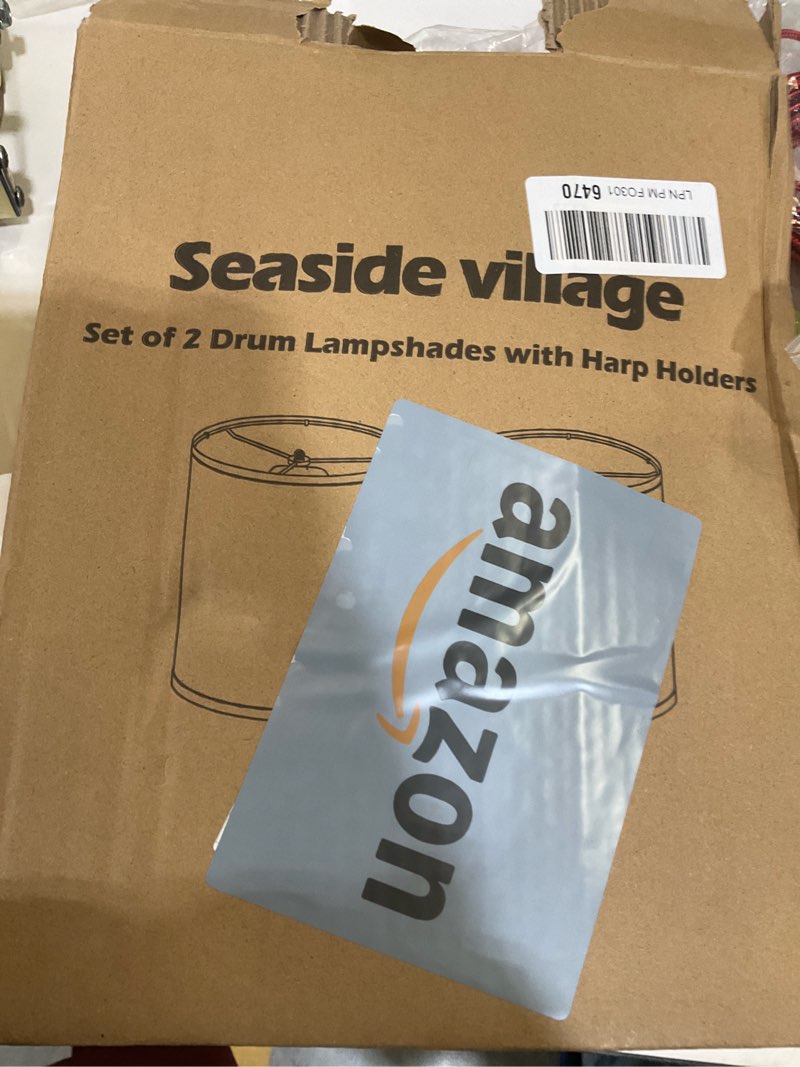 LPN PM FO301 6470
Seaside village
Set of 2 Drum Lampshades with Harp Holders
amazon